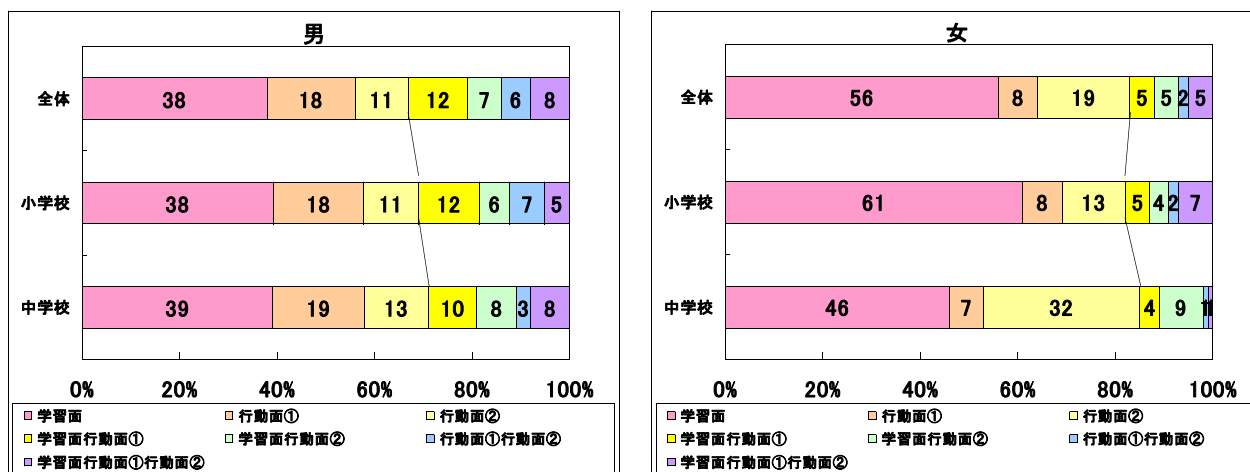 男
全体 38 18 11 12 7 6 8
小学校 38 18 11 12 6 7 5
中学校 39 19 13 10 8 3 8
0% 20% 40% 60% 80% 100%
学習面 行動面① 行動面②
学習面行動面① 学習面行動面② 行動面①行動面②
学習面行動面①行動面②
女
全体 56 8 19 5 5 2 5
小学校 61 8 13 5 4 2 7
中学校 46 7 32 4 9 1 1
0% 20% 40% 60% 80% 100%
学習面 行動面① 行動面②
学習面行動面① 学習面行動面② 行動面①行動面②
学習面行動面①行動面②